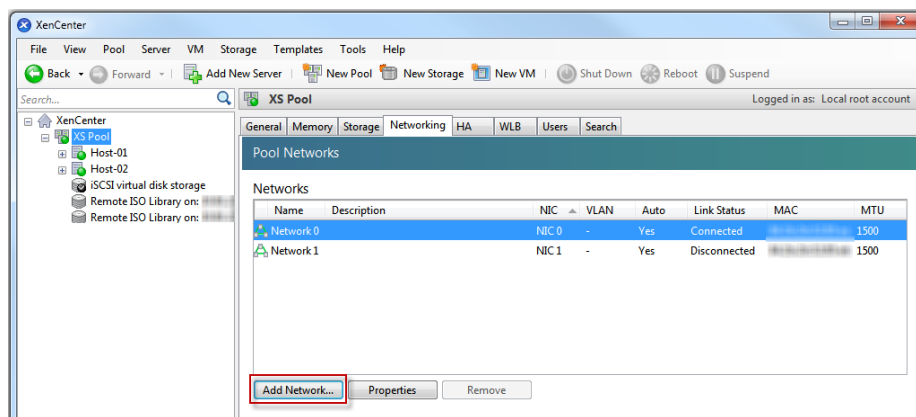 XenCenter
File View Pool Server VM Storage Templates Tools Help
Back Forward Add New Server New Pool New Storage New VM Shut Down Reboot Suspend
Search... XS Pool Logged in as: Local root account
XenCenter
XS Pool
Host-01
Host-02
iSCSI virtual disk storage
Remote ISO Library on:
Remote ISO Library on:
General Memory Storage Networking HA WLB Users Search
Pool Networks
Networks
Name Description NIC VLAN Auto Link Status MAC MTU
Network 0 NIC 0 - Yes Connected 1500
Network 1 NIC 1 - Yes Disconnected 1500
Add Network... Properties Remove